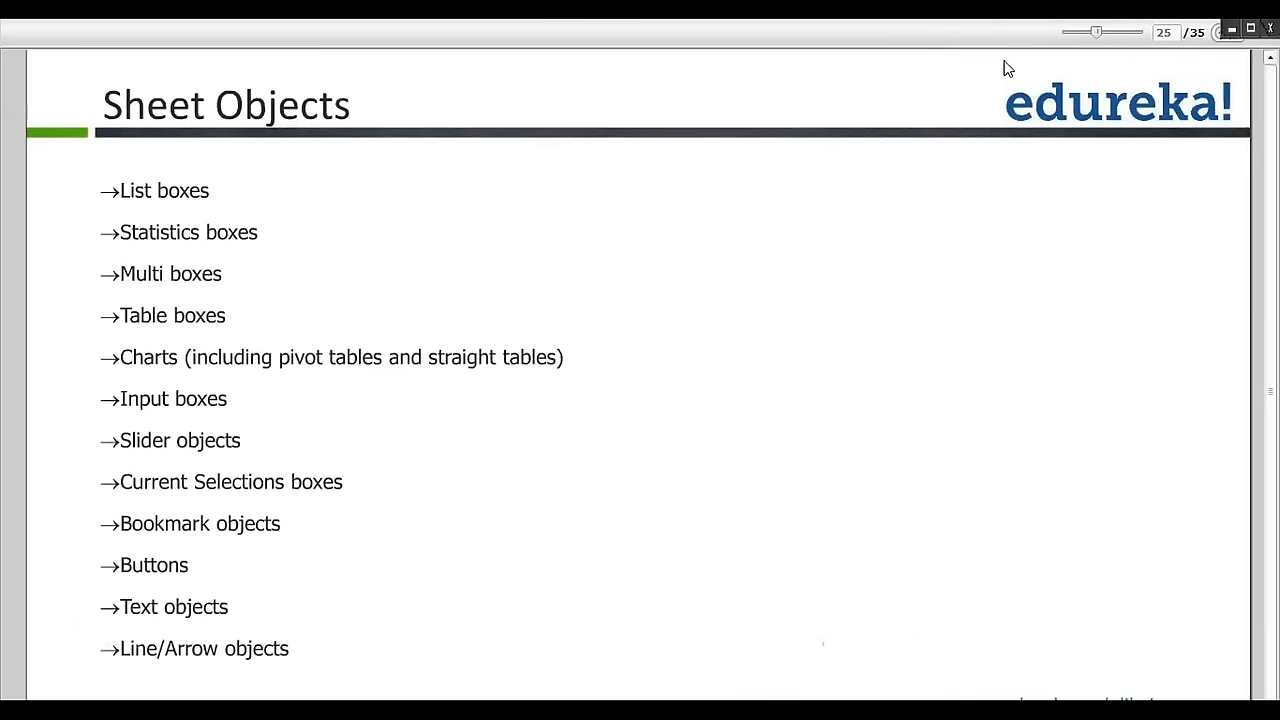 25 /35
Sheet Objects
edureka!
→List boxes
→Statistics boxes
→Multi boxes
→Table boxes
→Charts (including pivot tables and straight tables)
→Input boxes
→Slider objects
→Current Selections boxes
→Bookmark objects
→Buttons
→Text objects
→Line/Arrow objects